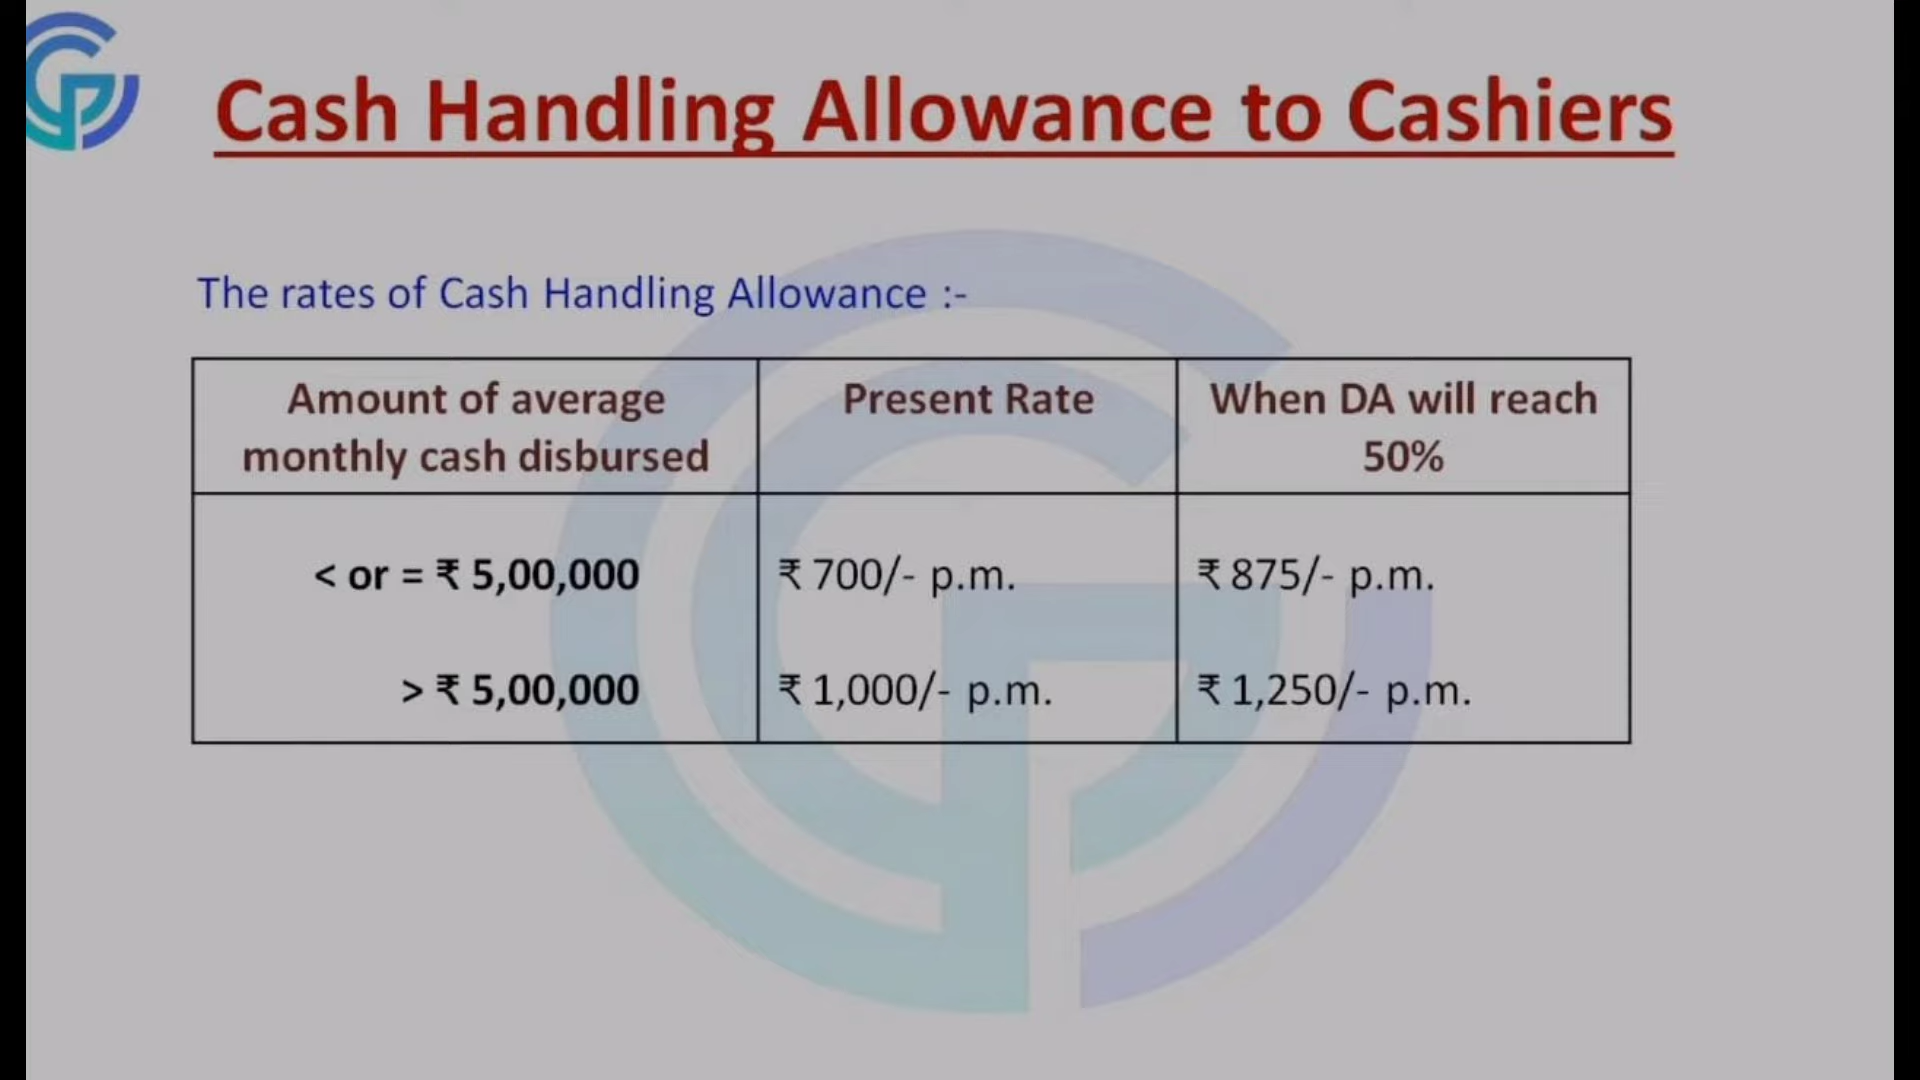 Cash Handling Allowance to Cashiers
The rates of Cash Handling Allowance :-
Amount of average
monthly cash disbursed
Present Rate
When DA will reach
50%
< or = ₹ 5,00,000
₹ 700/- p.m.
₹ 875/- p.m.
> ₹ 5,00,000
₹ 1,000/- p.m.
₹ 1,250/- p.m.